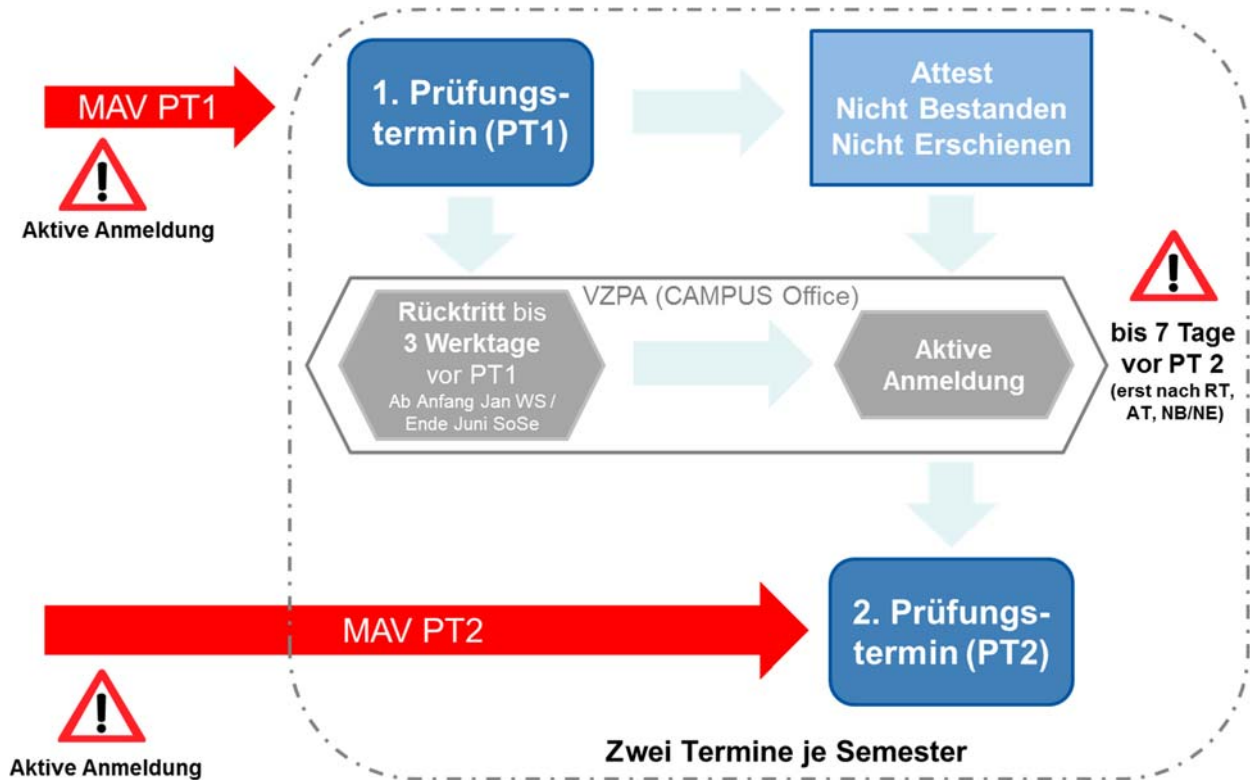 MAV PT1
Aktive Anmeldung
1. Prüfungs-
termin (PT1)
Attest
Nicht Bestanden
Nicht Erschienen
VZPA (CAMPUS Office)
Rücktritt bis
3 Werktage
vor PT1
Ab Anfang Jan WS /
Ende Juni SoSe
Aktive
Anmeldung
bis 7 Tage
vor PT 2
(erst nach RT,
AT, NB/NE)
MAV PT2
Aktive Anmeldung
2. Prüfungs-
termin (PT2)
Zwei Termine je Semester